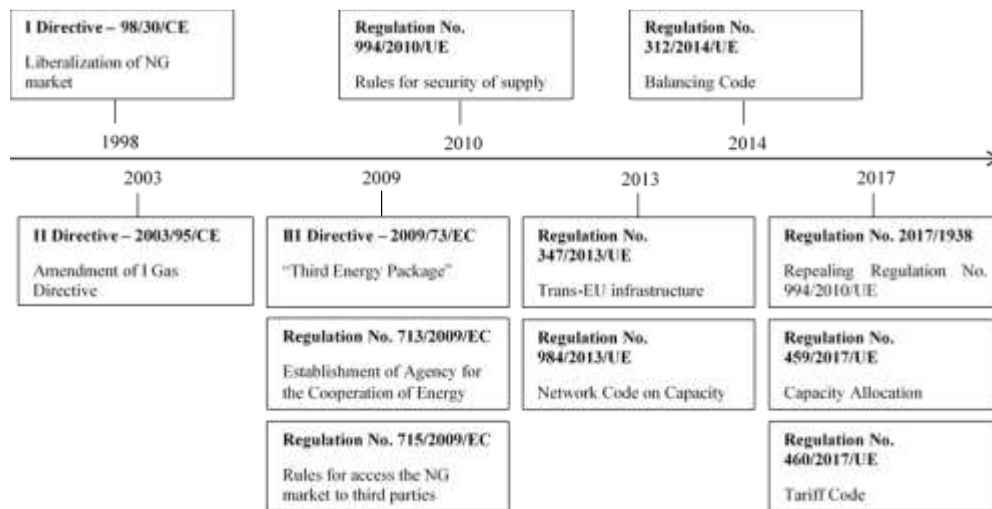 I Directive – 98/30/CE
Liberalization of NG
market
Regulation No.
994/2010/UE
Rules for security of supply
Regulation No.
312/2014/UE
Balancing Code
1998
2010
2014
2003
2009
2013
2017
II Directive – 2003/95/CE
Amendment of I Gas
Directive
III Directive – 2009/73/EC
“Third Energy Package”
Regulation No.
347/2013/UE
Trans-EU infrastructure
Regulation No. 2017/1938
Repealing Regulation No.
994/2010/UE
Regulation No. 713/2009/EC
Establishment of Agency for
the Cooperation of Energy
Regulation No.
984/2013/UE
Network Code on Capacity
Regulation No.
459/2017/UE
Capacity Allocation
Regulation No. 715/2009/EC
Rules for access the NG
market to third parties
Regulation No.
460/2017/UE
Tariff Code